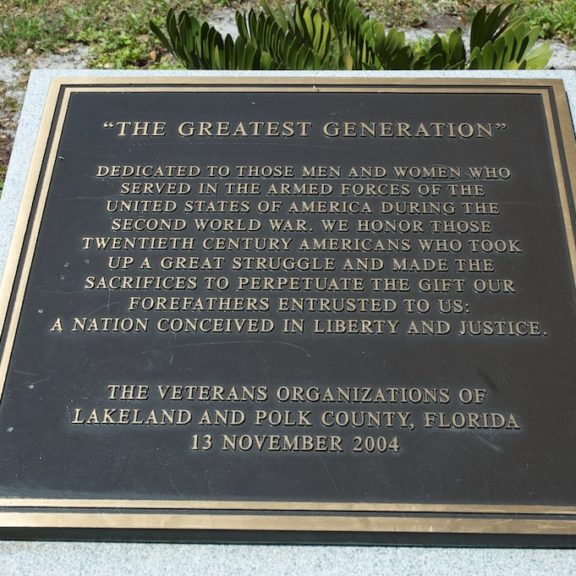 "THE GREATEST GENERATION"
DEDICATED TO THOSE MEN AND WOMEN WHO
SERVED IN THE ARMED FORCES OF THE
UNITED STATES OF AMERICA DURING THE
SECOND WORLD WAR. WE HONOR THOSE
TWENTIETH CENTURY AMERICANS WHO TOOK
UP A GREAT STRUGGLE AND MADE THE
SACRIFICES TO PERPETUATE THE GIFT OUR
FOREFATHERS ENTRUSTED TO US:
A NATION CONCEIVED IN LIBERTY AND JUSTICE.
THE VETERANS ORGANIZATIONS OF
LAKELAND AND POLK COUNTY, FLORIDA
13 NOVEMBER 2004